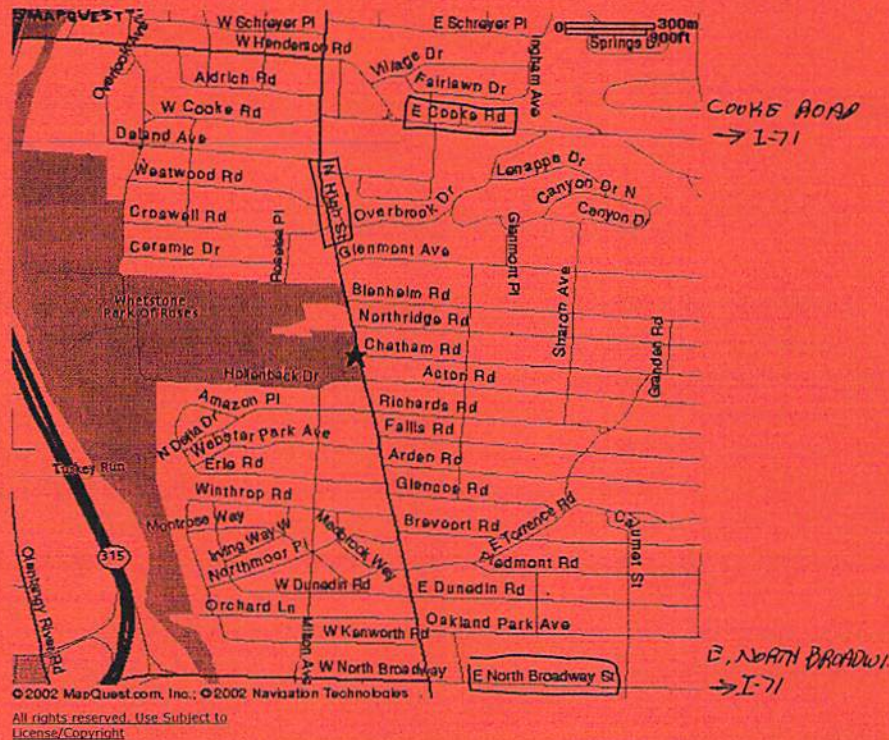 MAPQUEST
W Schreyer Pl
E Schreyer Pl
0 300m
900ft
W Henderson Rd
Springs Dr
Overbrook Ave
Village Dr
Ingham Ave
Aldrich Rd
Fairlawn Dr
W Cooke Rd
E Cooke Rd
COOKE ROAD
→ I-71
Deland Ave
Westwood Rd
N High St
Lenappe Dr
Canyon Dr N
Croswell Rd
Overbrook Dr
Canyon Dr
Roselea Pl
Ceramic Dr
Glenmont Ave
Glenmont Pl
Sharon Ave
Whetstone
Park Of Roses
Blenheim Rd
Northridge Rd
Chatham Rd
Granden Rd
Hollenback Dr
Acton Rd
Amazon Pl
Richards Rd
N Delta Dr
Webster Park Ave
Fallis Rd
Turkey Run
Erie Rd
Arden Rd
Winthrop Rd
Glencoe Rd
Montrose Way
Brevoort Rd
E Torrence Rd
Calumet St
Irving Way W
Medbrook Way
Northmoor Pl
Piedmont Rd
315
W Dunedin Rd
E Dunedin Rd
Olentangy River Rd
Orchard Ln
Oakland Park Ave
Milton Ave
W Kenworth Rd
W North Broadway
E North Broadway St
E. NORTH BROADW
→ I-71
©2002 MapQuest.com, Inc.; ©2002 Navigation Technologies
All rights reserved. Use Subject to
License/Copyright